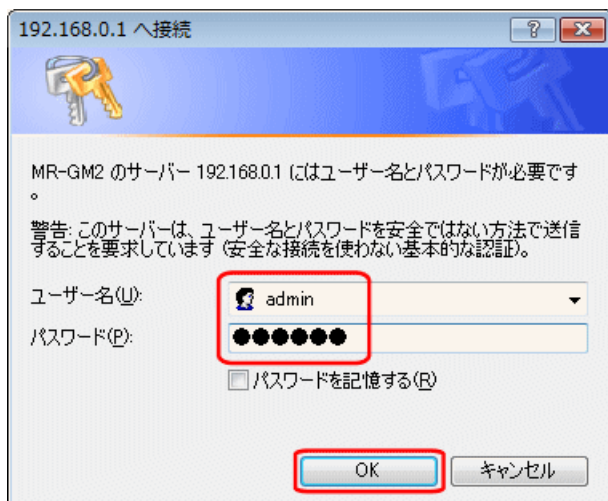 192.168.0.1 へ接続
MR-GM2 のサーバー 192.168.0.1 にはユーザー名とパスワードが必要です
。
警告: このサーバーは、ユーザー名とパスワードを安全ではない方法で送信
することを要求しています (安全な接続を使わない基本的な認証)。
ユーザー名(U):
admin
パスワード(P):
●●●●●●
パスワードを記憶する(R)
OK
キャンセル